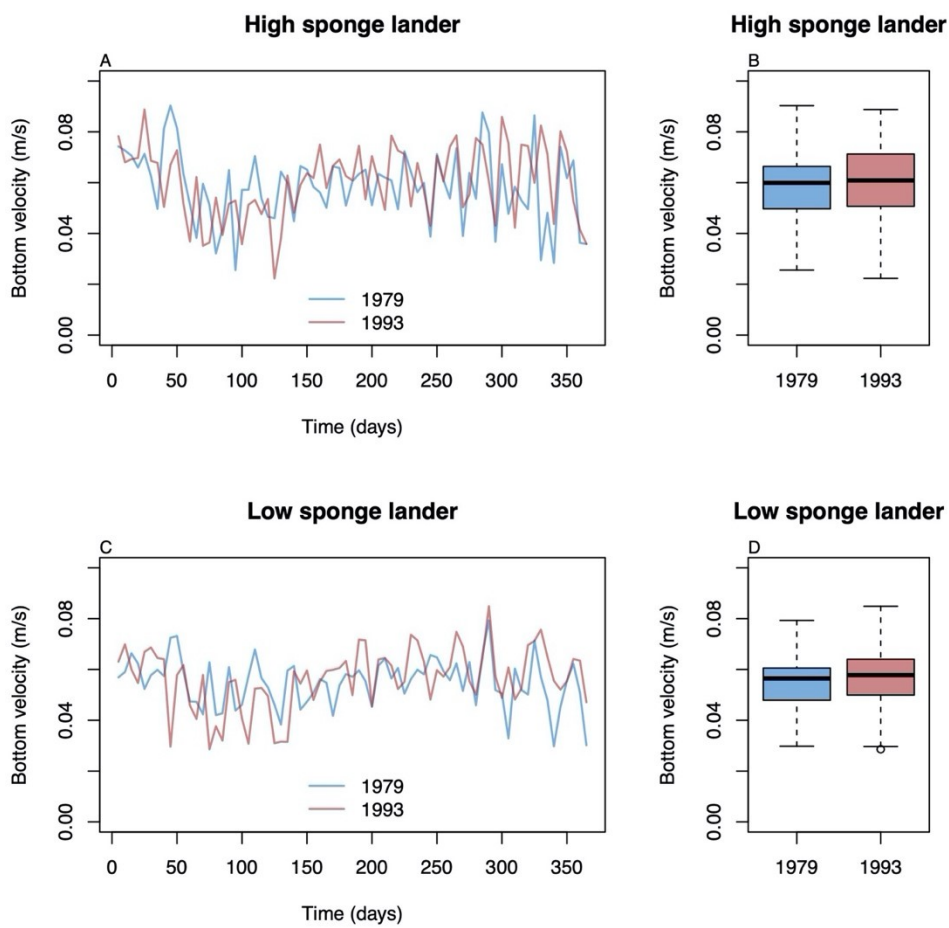 High sponge lander
A
Bottom velocity (m/s)
0.08
0.04
0.00
1979
1993
0 50 100 150 200 250 300 350
Time (days)
High sponge lander
B
Bottom velocity (m/s)
0.08
0.04
0.00
1979 1993
Low sponge lander
C
Bottom velocity (m/s)
0.08
0.04
0.00
1979
1993
0 50 100 150 200 250 300 350
Time (days)
Low sponge lander
D
Bottom velocity (m/s)
0.08
0.04
0.00
1979 1993